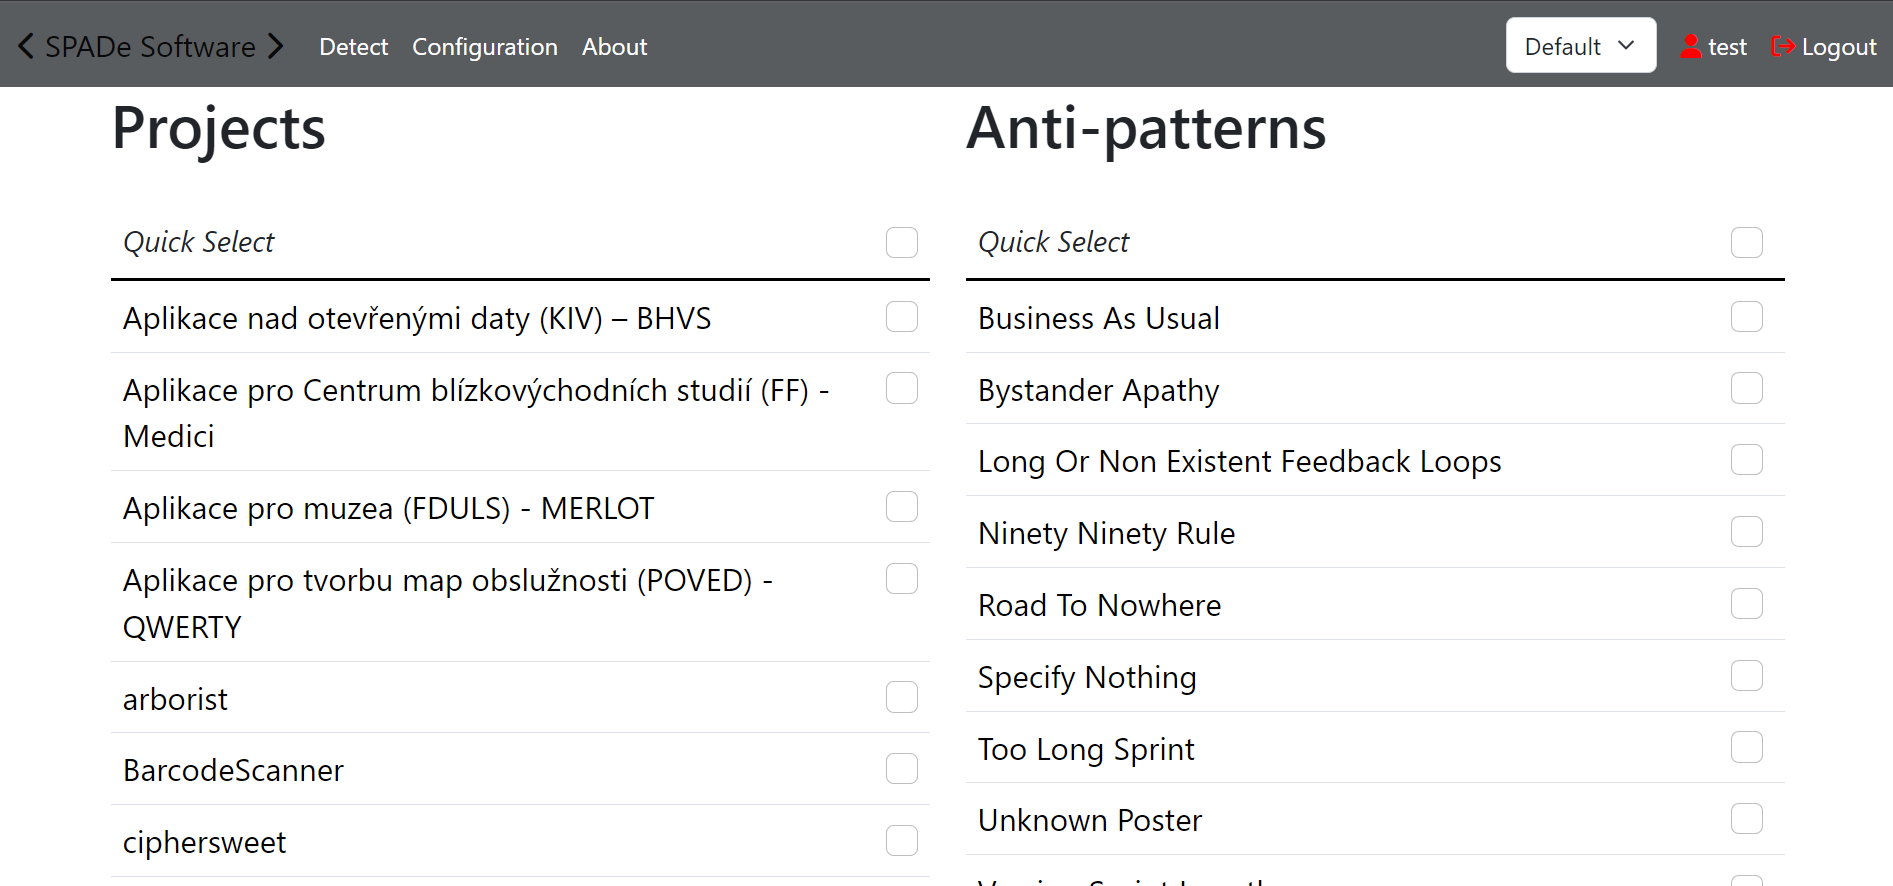 SPADe Software Detect Configuration About Default test Logout
Projects
Quick Select
Aplikace nad otevřenými daty (KIV) – BHVS
Aplikace pro Centrum blízkovýchodních studií (FF) -
Medici
Aplikace pro muzea (FDULS) - MERLOT
Aplikace pro tvorbu map obslužnosti (POVED) -
QWERTY
arborist
BarcodeScanner
ciphersweet
Anti-patterns
Quick Select
Business As Usual
Bystander Apathy
Long Or Non Existent Feedback Loops
Ninety Ninety Rule
Road To Nowhere
Specify Nothing
Too Long Sprint
Unknown Poster